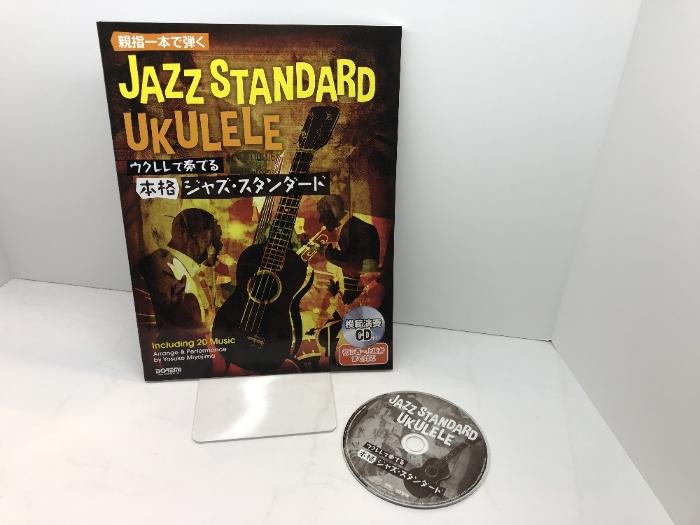 親指一本で弾く
JAZZ STANDARD
UKULELE
ウクレレで奏でる
本格 ジャズ・スタンダード
Including 20 Music
Arrange & Performance
by Yosuke Miyajima
DOREMI
模範演奏
CD付
JAZZ STANDARD
UKULELE
ウクレレで奏でる
本格 ジャズ・スタンダード